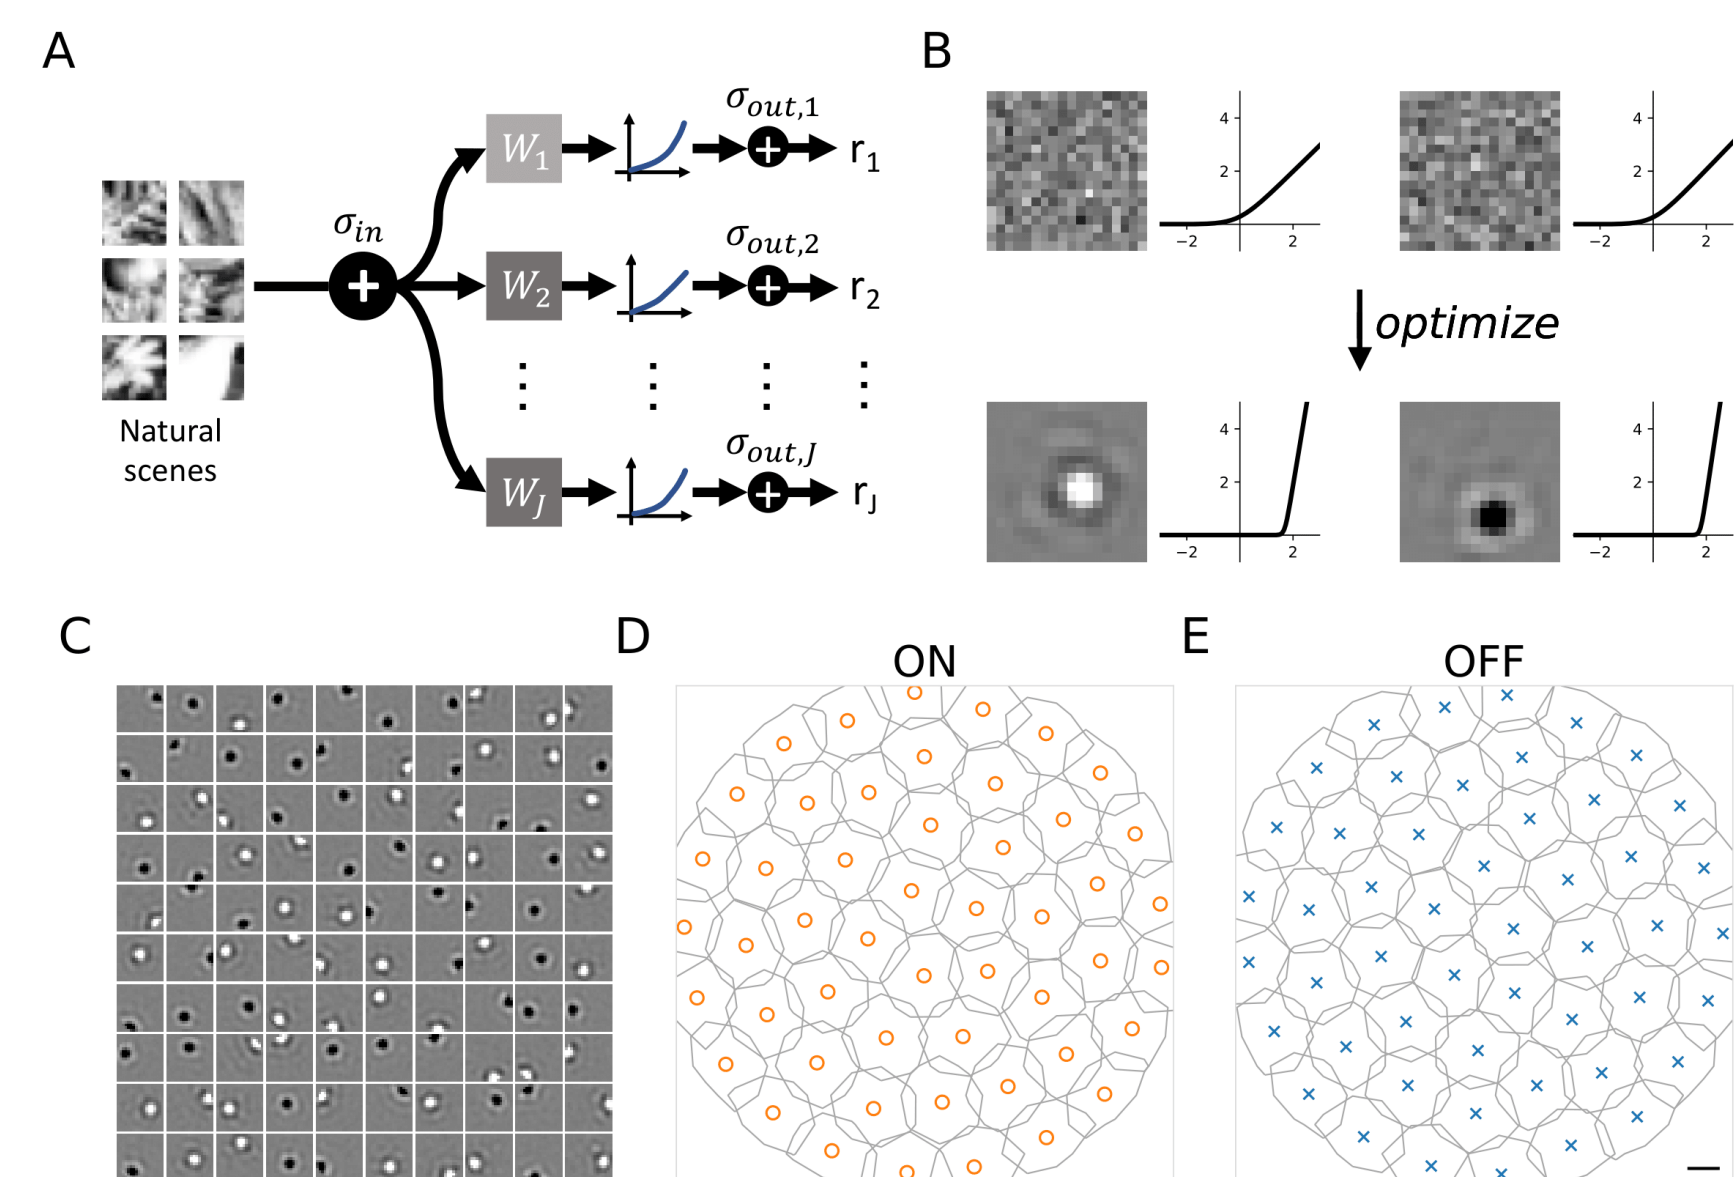 A
B
Natural
scenes
σin
W1
σout,1
r1
W2
σout,2
r2
⋮ ⋮ ⋮ ⋮
WJ
σout,J
rJ
4
2
−2 2
4
2
−2 2
optimize
4
2
−2 2
4
2
−2 2
C
D
ON
E
OFF